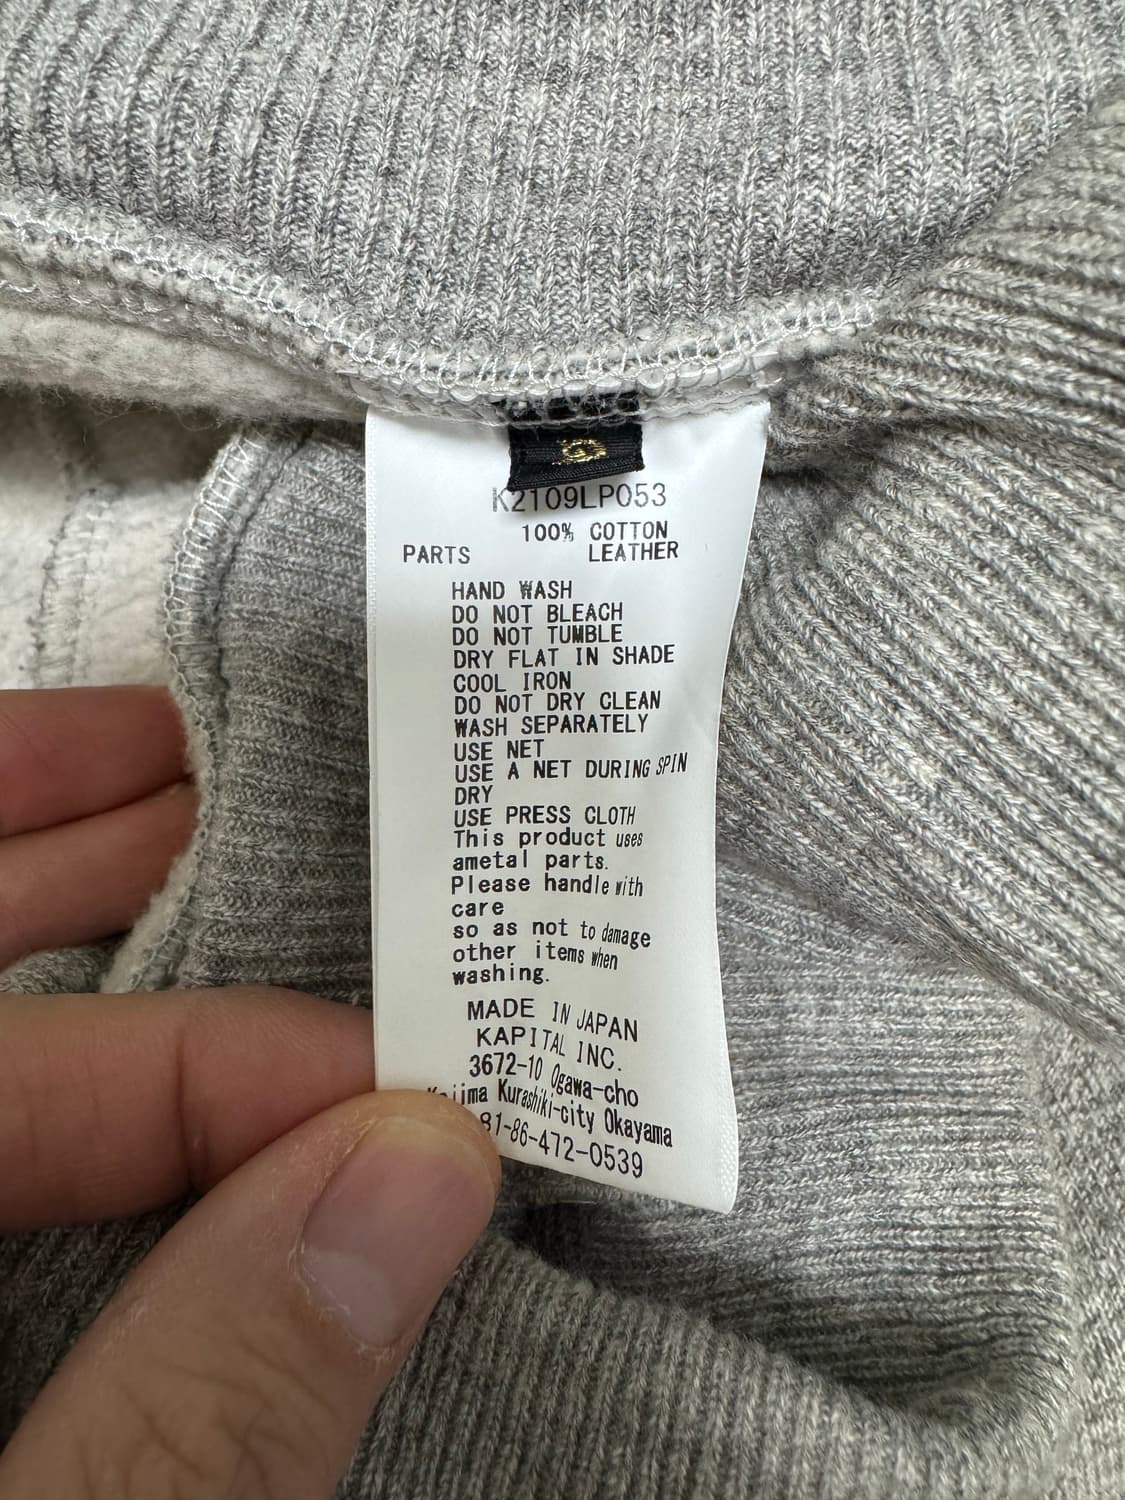 K2109LP053
100% COTTON
PARTS LEATHER
HAND WASH
DO NOT BLEACH
DO NOT TUMBLE
DRY FLAT IN SHADE
COOL IRON
DO NOT DRY CLEAN
WASH SEPARATELY
USE NET
USE A NET DURING SPIN
DRY
USE PRESS CLOTH
This product uses
ametal parts.
Please handle with
care
so as not to damage
other items when
washing.
MADE IN JAPAN
KAPITAL INC.
3672-10 Ogawa-cho
Kojima Kurashiki-city Okayama
81-86-472-0539